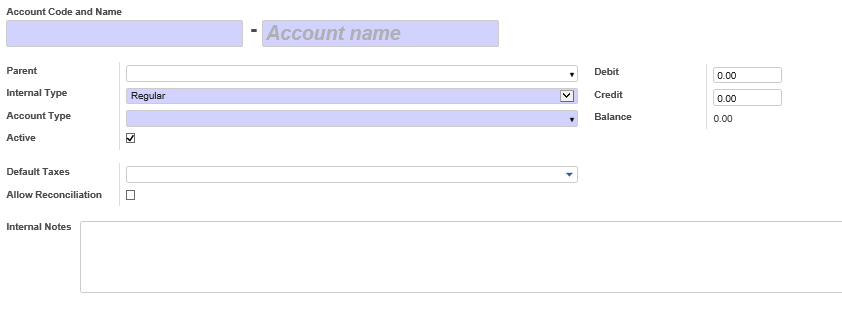 Account Code and Name
- Account name
Parent
Internal Type Regular
Account Type
Active
Debit 0.00
Credit 0.00
Balance 0.00
Default Taxes
Allow Reconciliation
Internal Notes